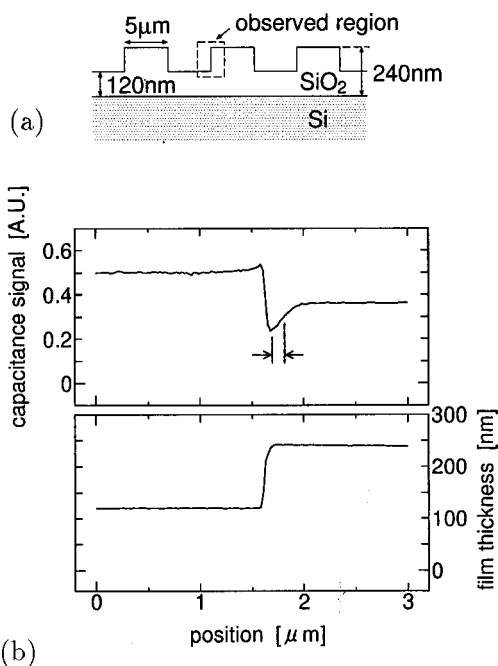 5μm
observed region
120nm
SiO₂
240nm
Si
(a)
capacitance signal [A.U.]
0.6
0.4
0.2
0
300
200
100
0
film thickness [nm]
0
1
2
3
position [μm]
(b)